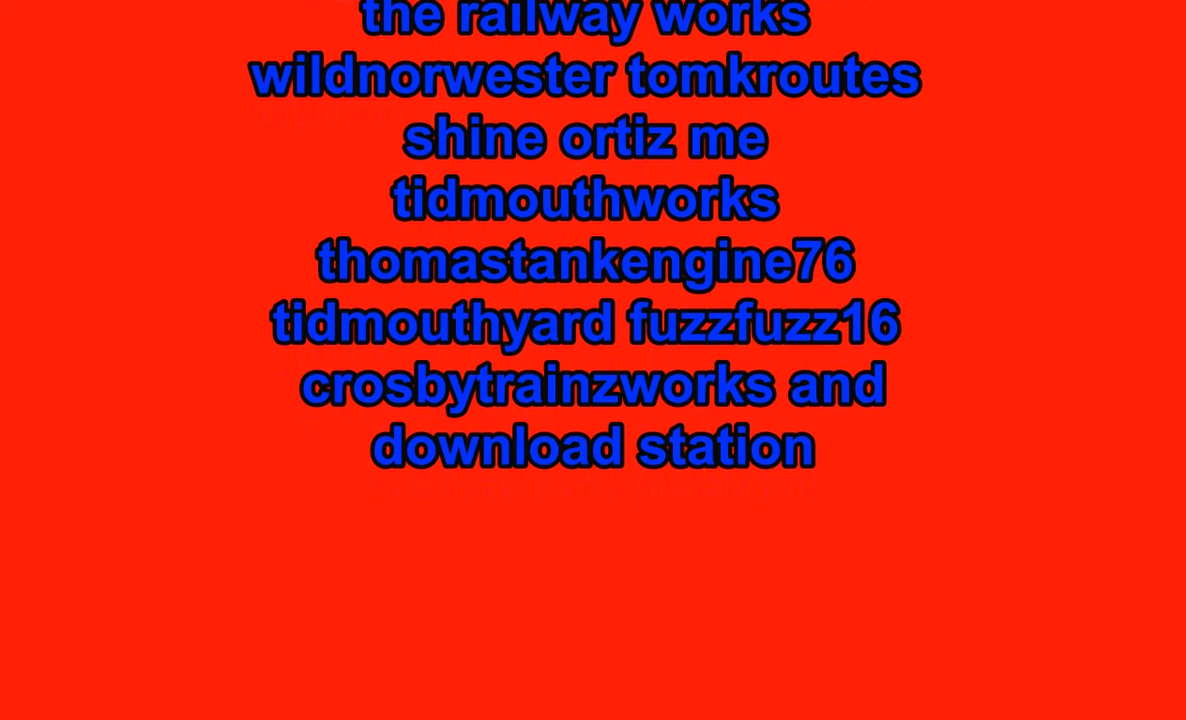 the railway works
wildnorwester tomkroutes
shine ortiz me
tidmouthworks
thomastankengine76
tidmouthyard fuzzfuzz16
crosbytrainzworks and
download station